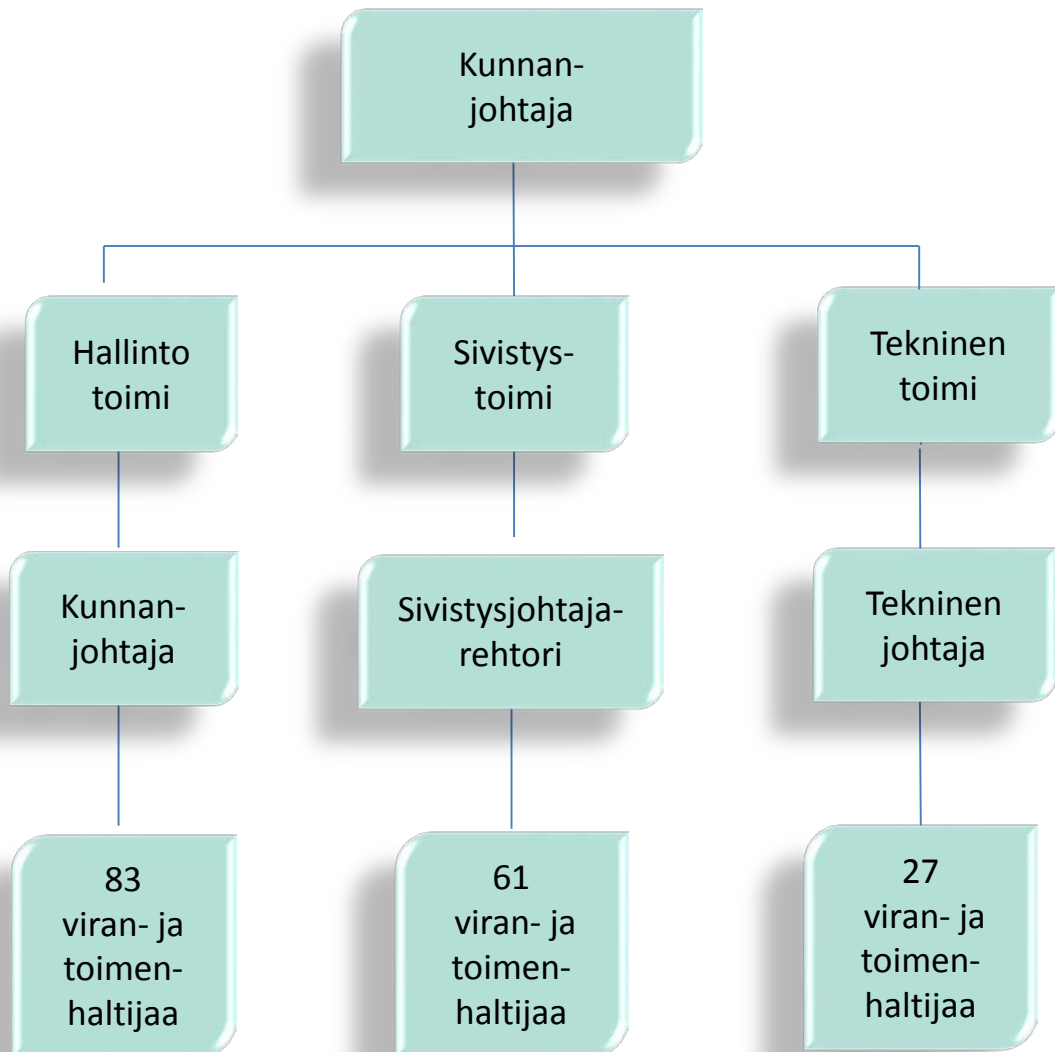 Kunnan-
johtaja
Hallinto
toimi
Sivistys-
toimi
Tekninen
toimi
Kunnan-
johtaja
Sivistysjohtaja-
rehtori
Tekninen
johtaja
83
viran- ja
toimen-
haltijaa
61
viran- ja
toimen-
haltijaa
27
viran- ja
toimen-
haltijaa